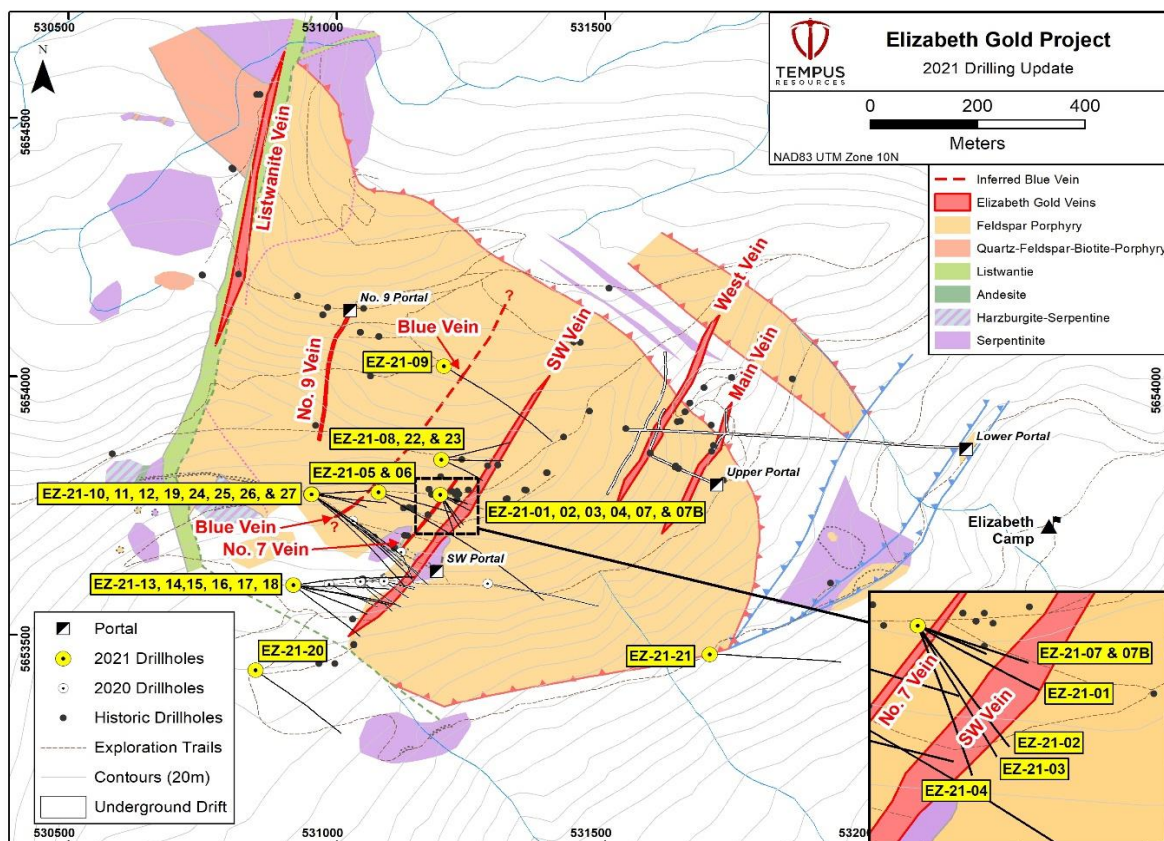 530500
531000
531500
N
TEMPUS
RESOURCES
Elizabeth Gold Project
2021 Drilling Update
0 200 400
Meters
NAD83 UTM Zone 10N
Inferred Blue Vein
Elizabeth Gold Veins
Feldspar Porphyry
Quartz-Feldspar-Biotite-Porphyry
Listwantie
Andesite
Harzburgite-Serpentine
Serpentinite
5654500
5654000
5653500
Listwanite Vein
No. 9 Portal
?
Blue Vein
No. 9 Vein
SW Vein
West Vein
Main Vein
EZ-21-09
EZ-21-08, 22, & 23
EZ-21-05 & 06
EZ-21-10, 11, 12, 19, 24, 25, 26, & 27
EZ-21-01, 02, 03, 04, 07, & 07B
Lower Portal
Upper Portal
Elizabeth
Camp
Blue Vein
?
No. 7 Vein
SW Portal
EZ-21-13, 14,15, 16, 17, 18
EZ-21-20
EZ-21-21
Portal
2021 Drillholes
2020 Drillholes
Historic Drillholes
Exploration Trails
Contours (20m)
Underground Drift
No. 7 Vein
SW Vein
EZ-21-07 & 07B
EZ-21-01
EZ-21-02
EZ-21-03
EZ-21-04
530500
531000
531500